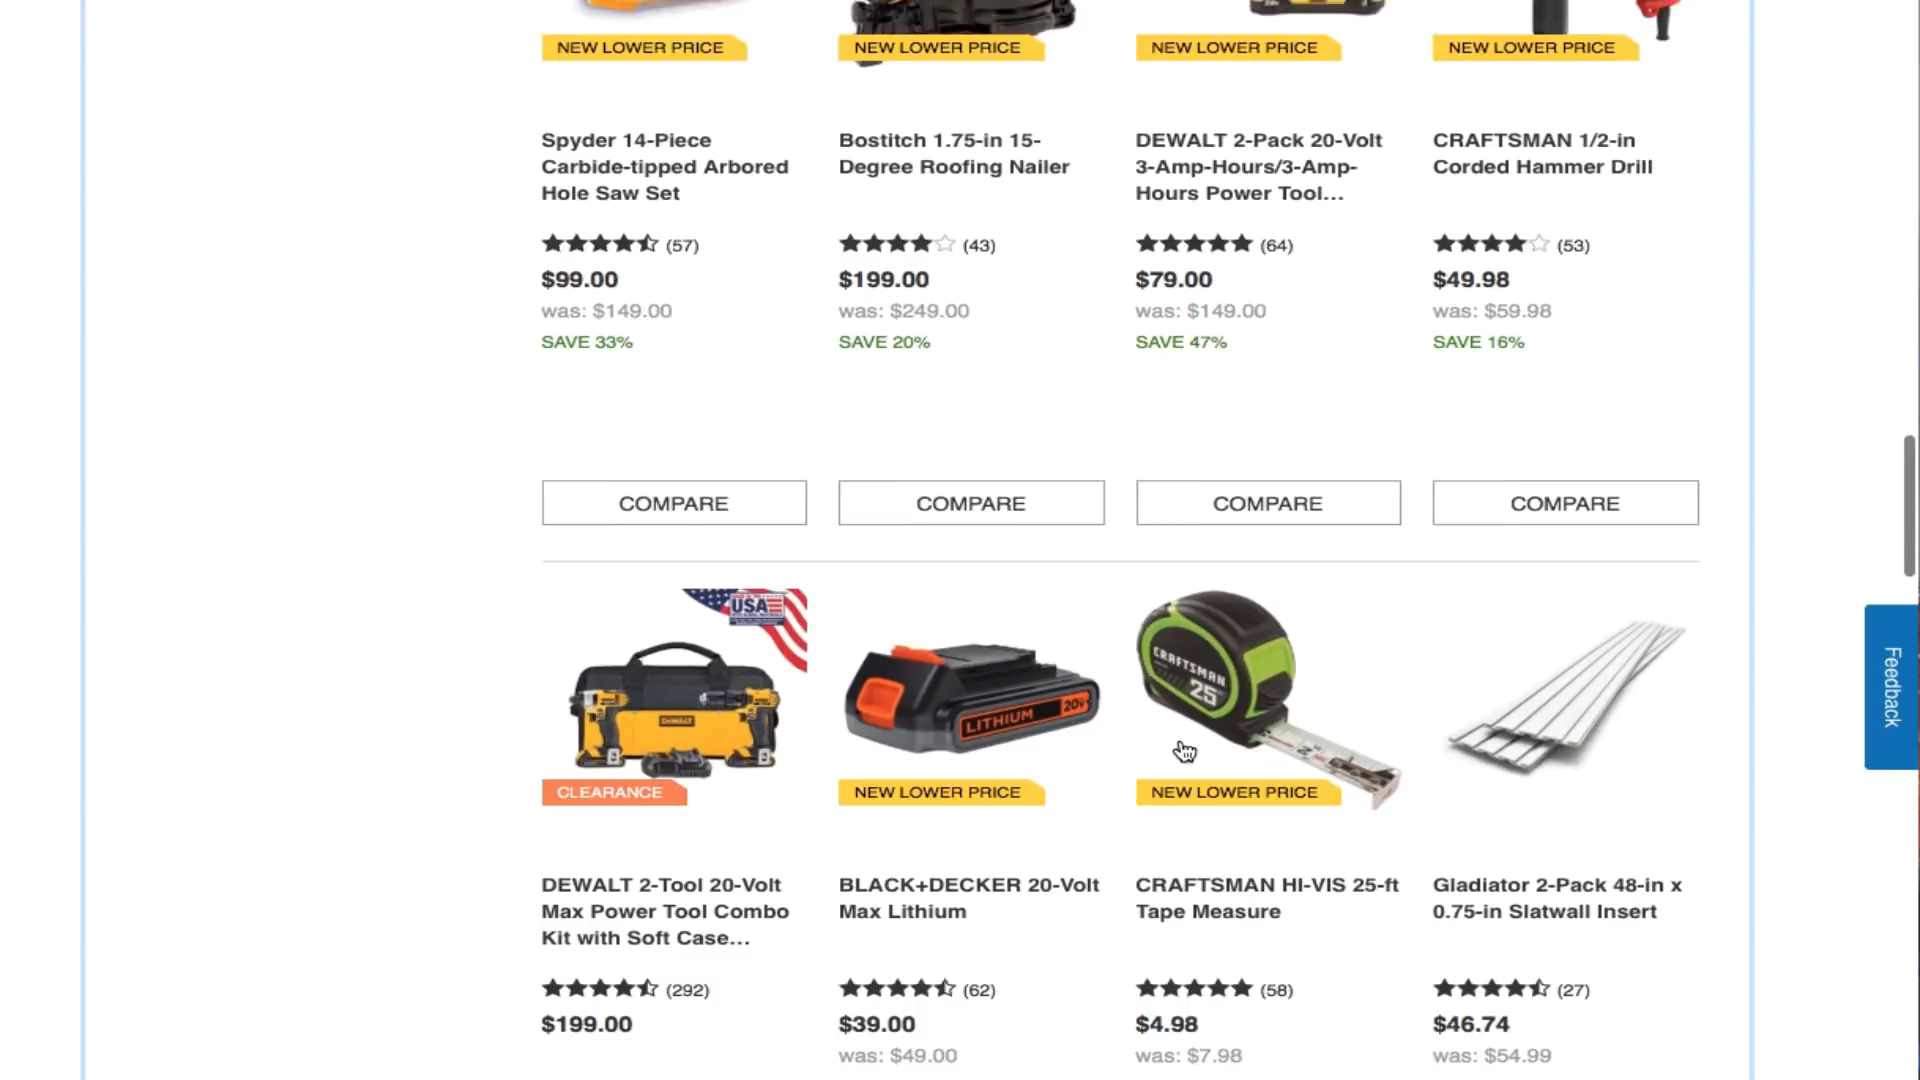 NEW LOWER PRICE
NEW LOWER PRICE
NEW LOWER PRICE
NEW LOWER PRICE
Spyder 14-Piece
Carbide-tipped Arbored
Hole Saw Set
(57)
$99.00
was: $149.00
SAVE 33%
Bostitch 1.75-in 15-
Degree Roofing Nailer
(43)
$199.00
was: $249.00
SAVE 20%
DEWALT 2-Pack 20-Volt
3-Amp-Hours/3-Amp-
Hours Power Tool...
(64)
$79.00
was: $149.00
SAVE 47%
CRAFTSMAN 1/2-in
Corded Hammer Drill
(53)
$49.98
was: $59.98
SAVE 16%
COMPARE
COMPARE
COMPARE
COMPARE
USA
DEWALT
CLEARANCE
DEWALT 2-Tool 20-Volt
Max Power Tool Combo
Kit with Soft Case...
(292)
$199.00
LITHIUM 20V
NEW LOWER PRICE
BLACK+DECKER 20-Volt
Max Lithium
(62)
$39.00
was: $49.00
CRAFTSMAN
25
NEW LOWER PRICE
CRAFTSMAN HI-VIS 25-ft
Tape Measure
(58)
$4.98
was: $7.98
Gladiator 2-Pack 48-in x
0.75-in Slatwall Insert
(27)
$46.74
was: $54.99
Feedback